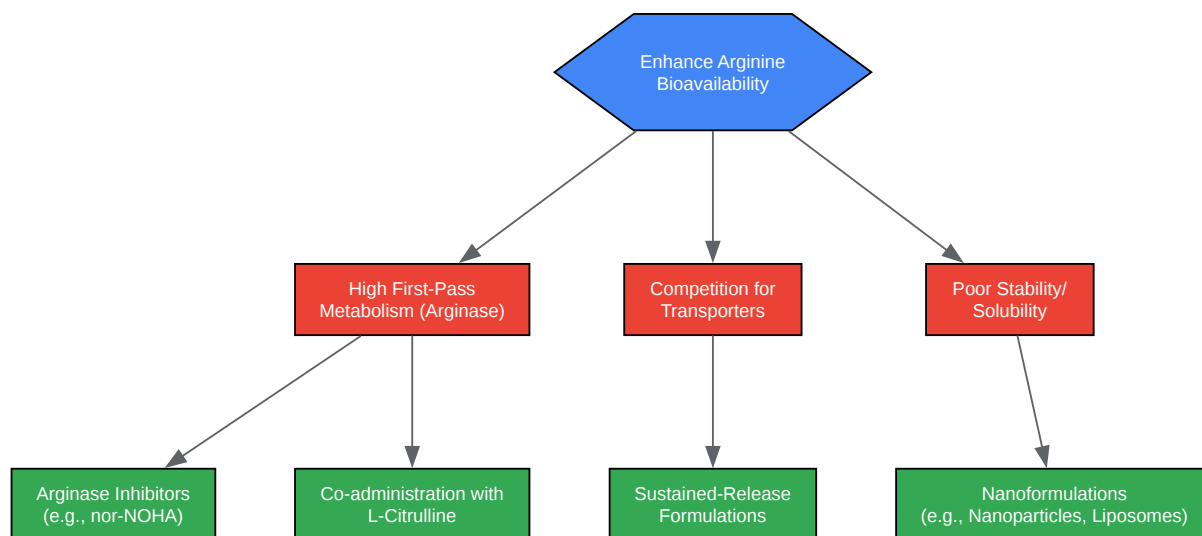 Enhance Arginine
Bioavailability
High First-Pass
Metabolism (Arginase)
Competition for
Transporters
Poor Stability/
Solubility
Arginase Inhibitors
(e.g., nor-NOHA)
Co-administration with
L-Citrulline
Sustained-Release
Formulations
Nanoformulations
(e.g., Nanoparticles, Liposomes)